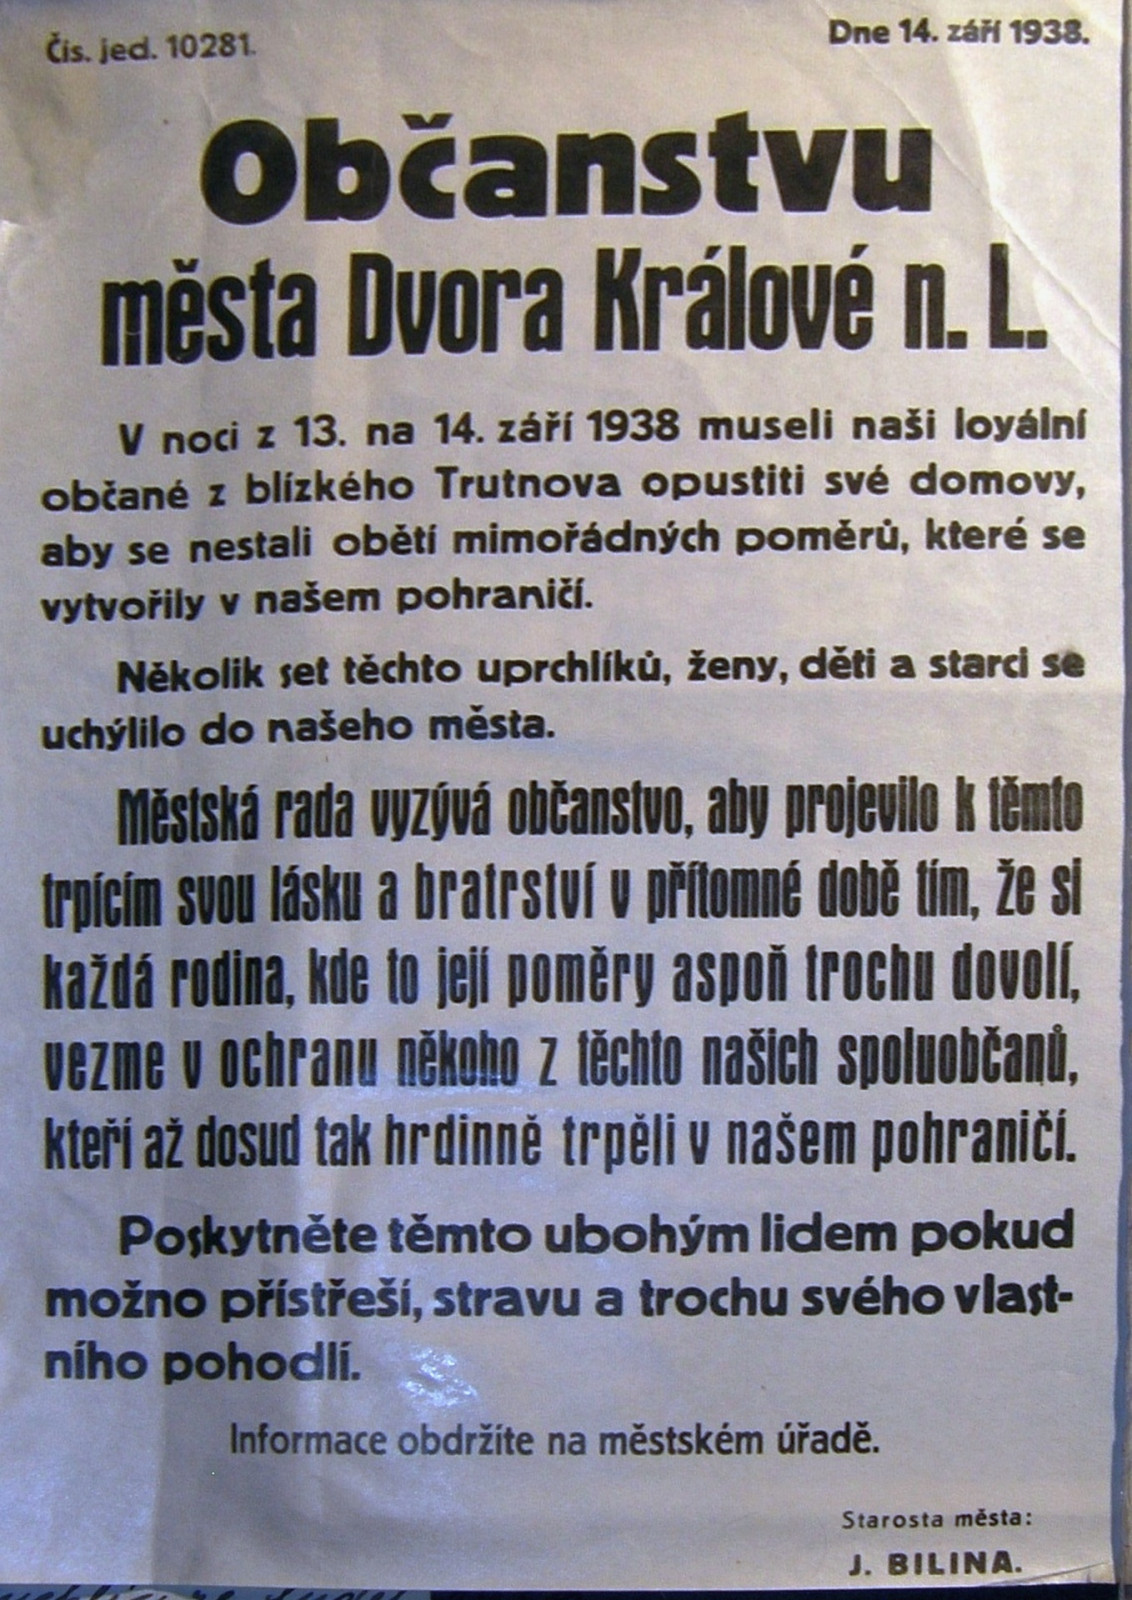 Čís. jed. 10281.
Dne 14. září 1938.
Občanstvu
města Dvora Králové n. L.
V noci z 13. na 14. září 1938 museli naši loyální
občané z blízkého Trutnova opustiti své domovy,
aby se nestali obětí mimořádných poměrů, které se
vytvořily v našem pohraničí.
Několik set těchto uprchlíků, ženy, děti a starci se
uchýlilo do našeho města.
Městská rada vyzývá občanstvo, aby projevilo k těmto
trpícím svou lásku a bratrství v přítomné době tím, že si
každá rodina, kde to její poměry aspoň trochu dovolí,
vezme v ochranu někoho z těchto našich spoluobčanů,
kteří až dosud tak hrdinně trpěli v našem pohraničí.
Poskytněte těmto ubohým lidem pokud
možno přístřeší, stravu a trochu svého vlast-
ního pohodlí.
Informace obdržíte na městském úřadě.
Starosta města:
J. BILINA.